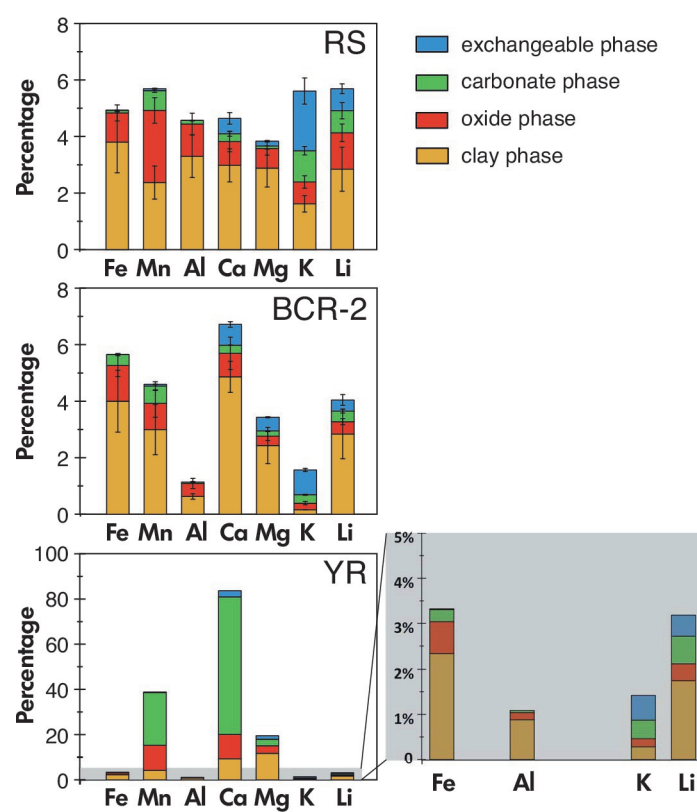 RS
exchangeable phase
carbonate phase
oxide phase
clay phase
Percentage
8
6
4
2
0
Fe Mn Al Ca Mg K Li
BCR-2
Percentage
8
6
4
2
0
Fe Mn Al Ca Mg K Li
YR
Percentage
100
80
60
40
20
0
Fe Mn Al Ca Mg K Li
5%
4%
3%
2%
1%
0
Fe Al K Li